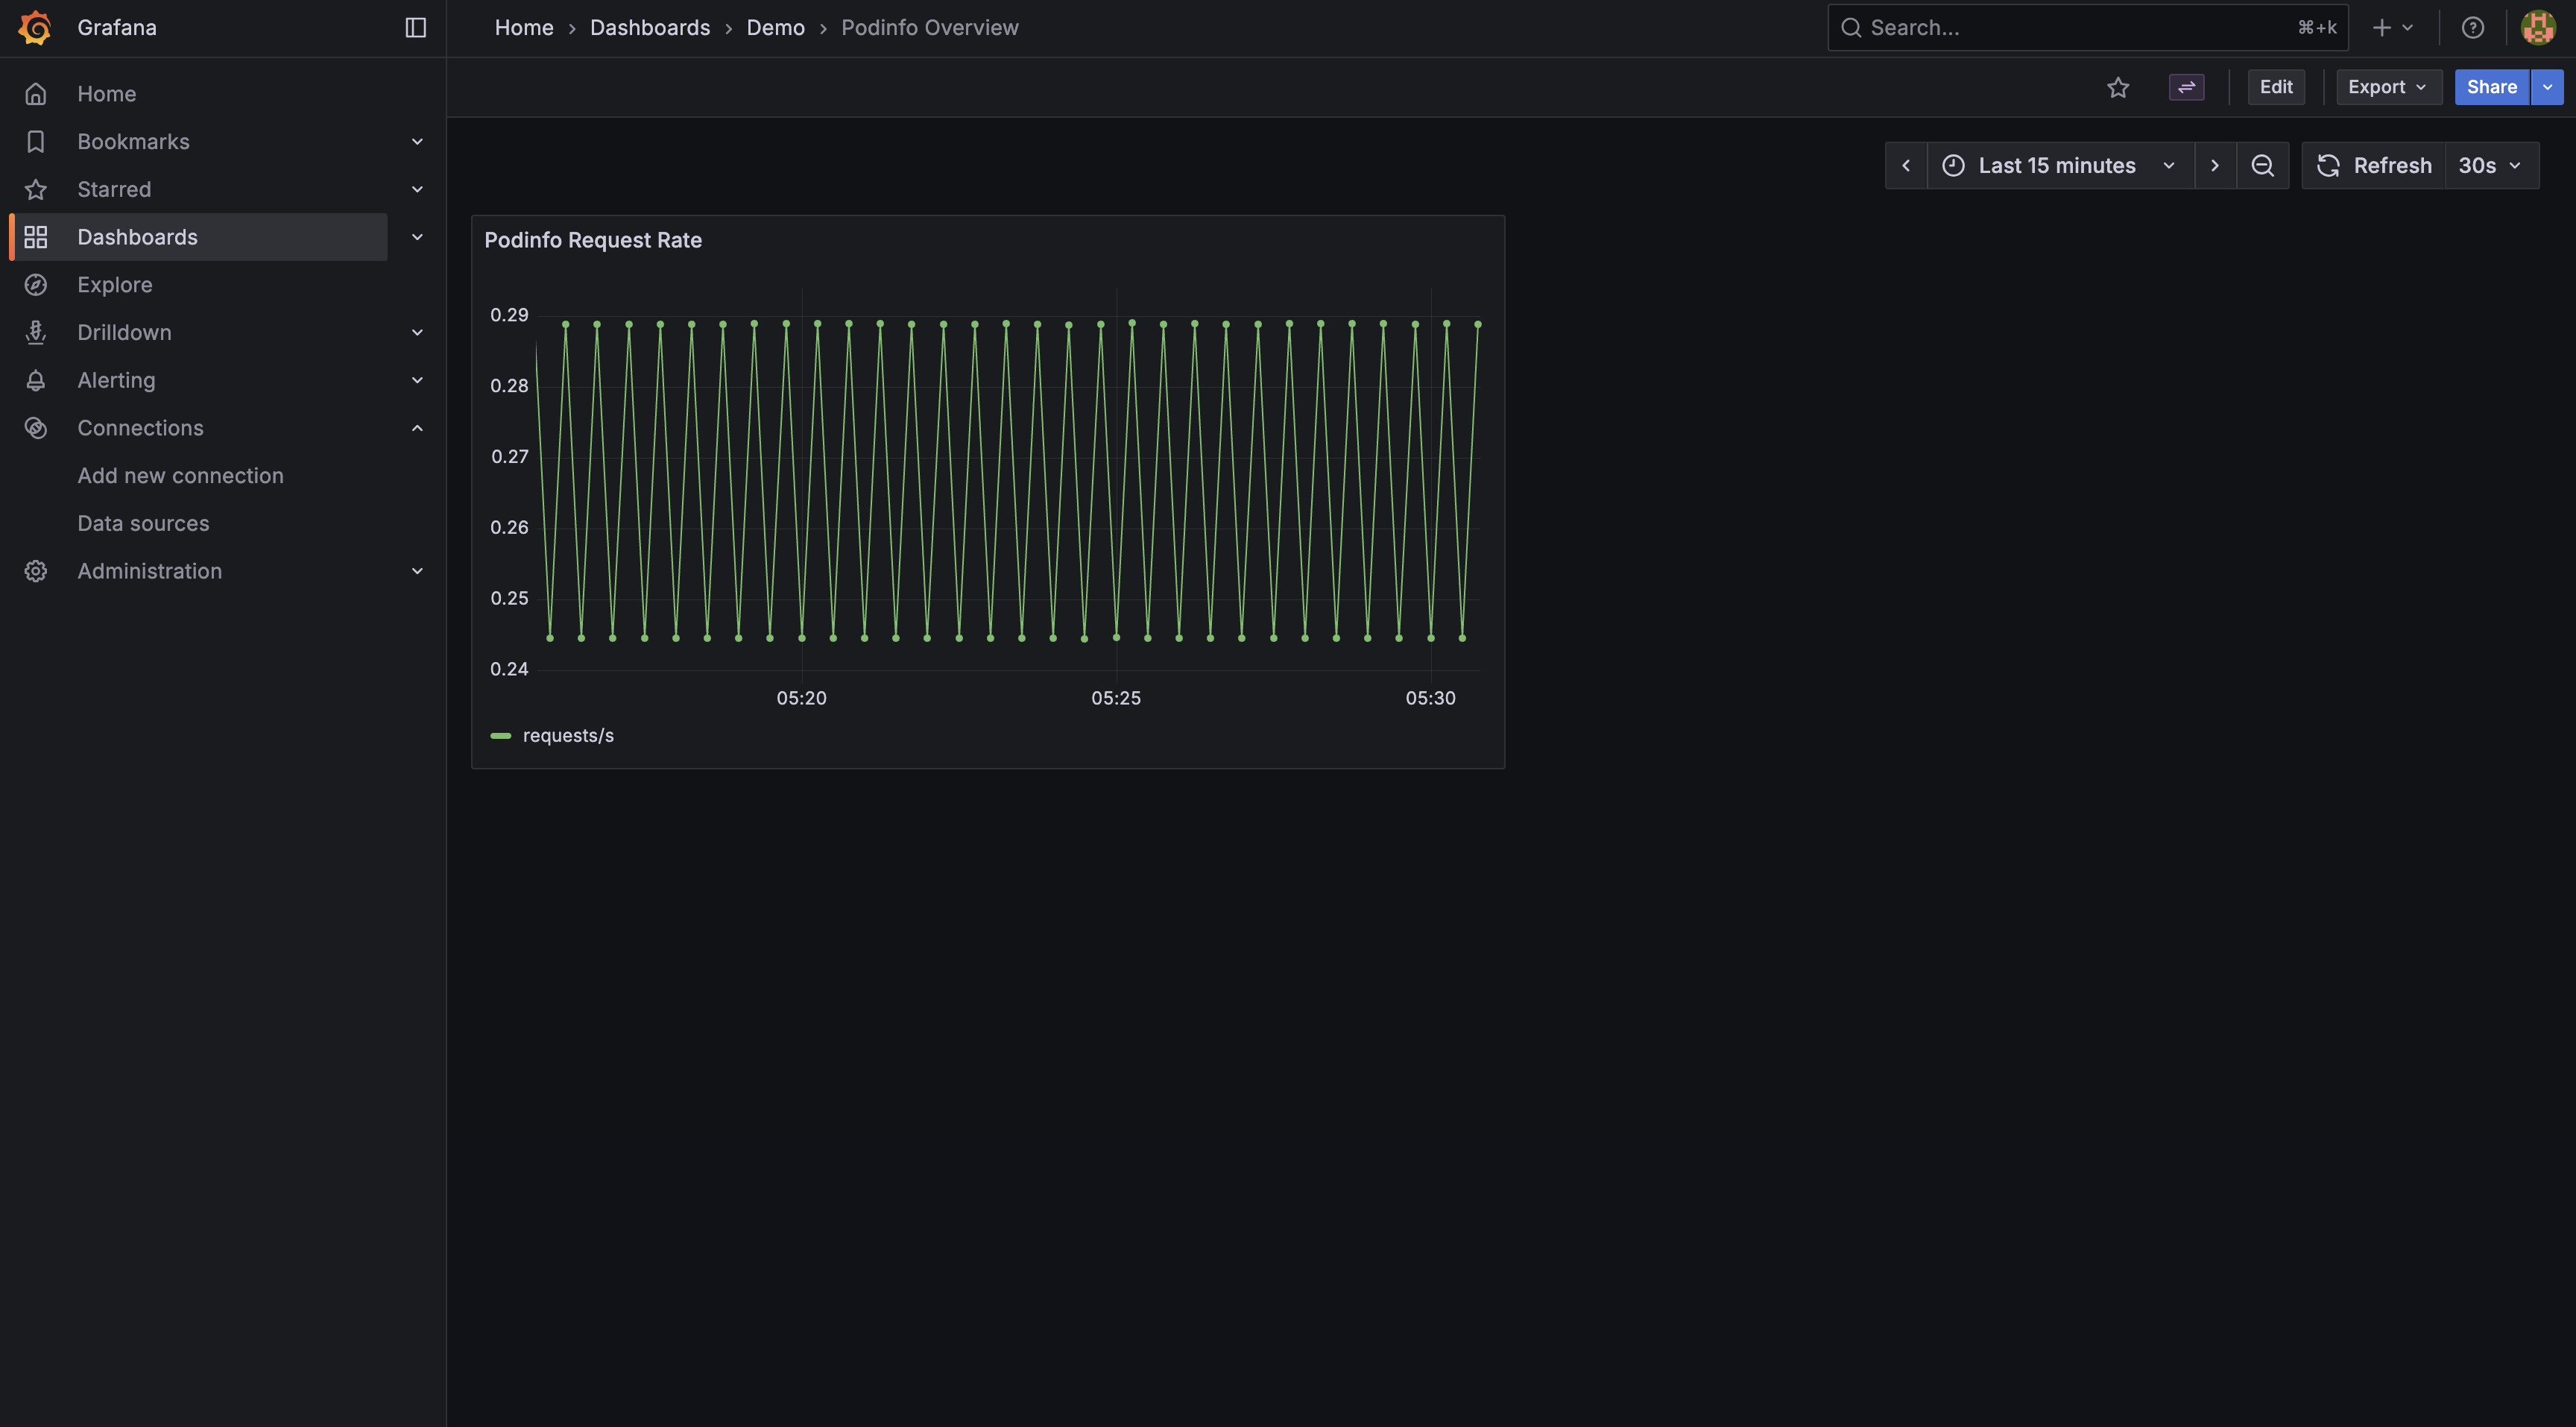 Grafana
Home › Dashboards › Demo › Podinfo Overview
Search...
⌘+k
Edit
Export
Share
Home
Bookmarks
Starred
Dashboards
Explore
Drilldown
Alerting
Connections
Add new connection
Data sources
Administration
Last 15 minutes
Refresh
30s
Podinfo Request Rate
0.29
0.28
0.27
0.26
0.25
0.24
05:20 05:25 05:30
requests/s